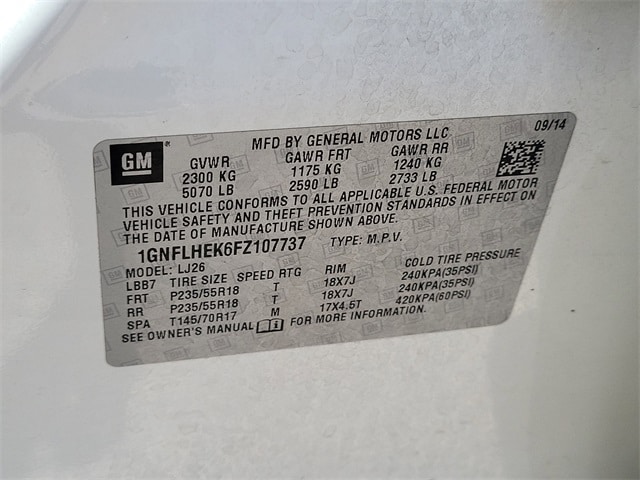 GM
MFD BY GENERAL MOTORS LLC
09/14
GVWR GAWR FRT GAWR RR
2300 KG 1175 KG 1240 KG
5070 LB 2590 LB 2733 LB
THIS VEHICLE CONFORMS TO ALL APPLICABLE U.S. FEDERAL MOTOR
VEHICLE SAFETY AND THEFT PREVENTION STANDARDS IN EFFECT ON
THE DATE OF MANUFACTURE SHOWN ABOVE.
1GNFLHEK6FZ107737 TYPE: M.P.V.
MODEL: LJ26
LBB7 TIRE SIZE SPEED RTG RIM COLD TIRE PRESSURE
FRT P235/55R18 T 18X7J 240KPA(35PSI)
RR P235/55R18 T 18X7J 240KPA(35PSI)
SPA T145/70R17 M 17X4.5T 420KPA(60PSI)
SEE OWNER'S MANUAL FOR MORE INFORMATION.